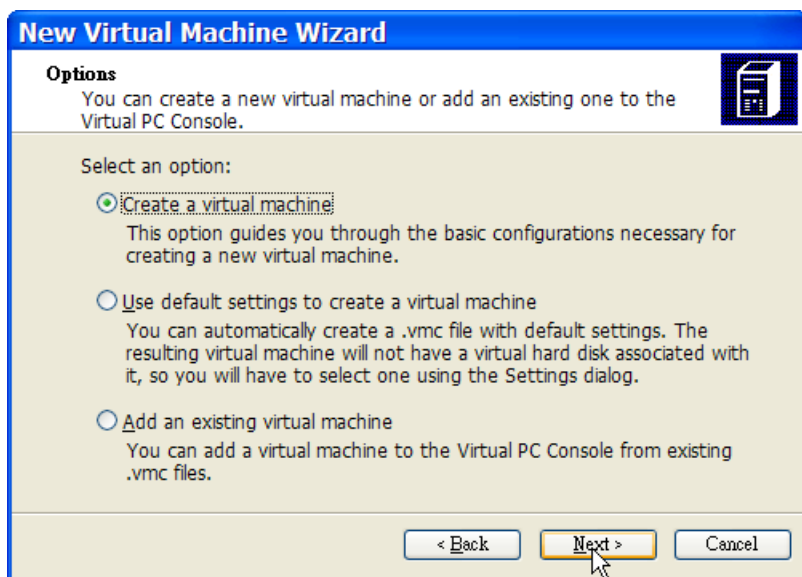 New Virtual Machine Wizard
Options
You can create a new virtual machine or add an existing one to the
Virtual PC Console.
Select an option:
Create a virtual machine
This option guides you through the basic configurations necessary for
creating a new virtual machine.
Use default settings to create a virtual machine
You can automatically create a .vmc file with default settings. The
resulting virtual machine will not have a virtual hard disk associated with
it, so you will have to select one using the Settings dialog.
Add an existing virtual machine
You can add a virtual machine to the Virtual PC Console from existing
.vmc files.
< Back Next > Cancel